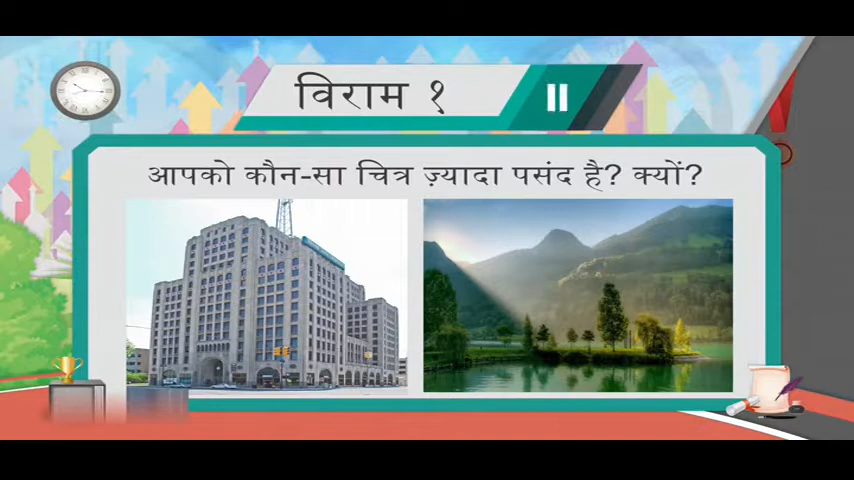 विराम १
आपको कौन-सा चित्र ज़्यादा पसंद है? क्यों?